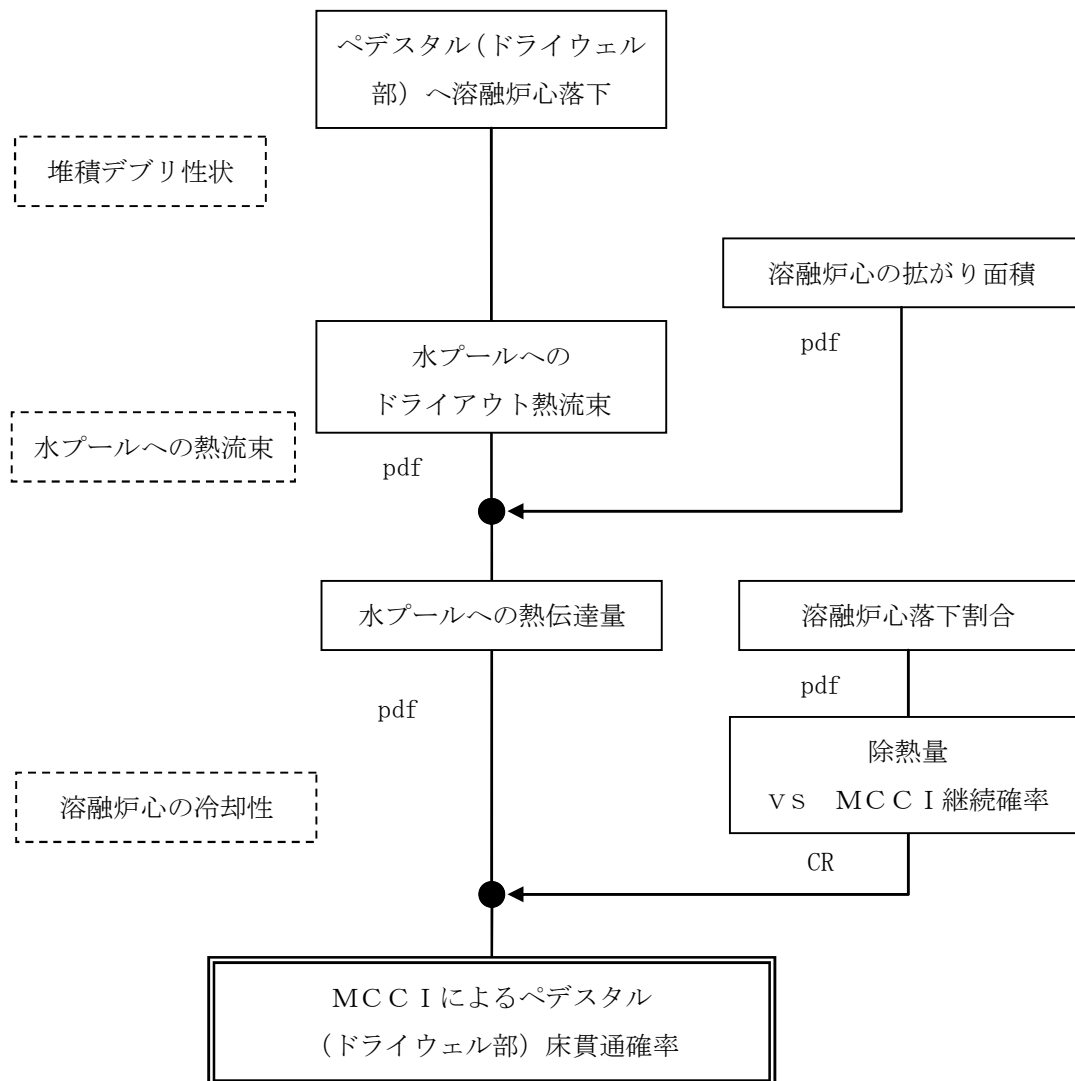 ペデスタル(ドライウェル
部）へ溶融炉心落下
堆積デブリ性状
溶融炉心の拡がり面積
pdf
水プールへの
ドライアウト熱流束
水プールへの熱流束
pdf
水プールへの熱伝達量
溶融炉心落下割合
pdf
pdf
除熱量
ＶＳ　ＭＣＣＩ継続確率
溶融炉心の冷却性
CR
ＭＣＣＩによるペデスタル
（ドライウェル部）床貫通確率